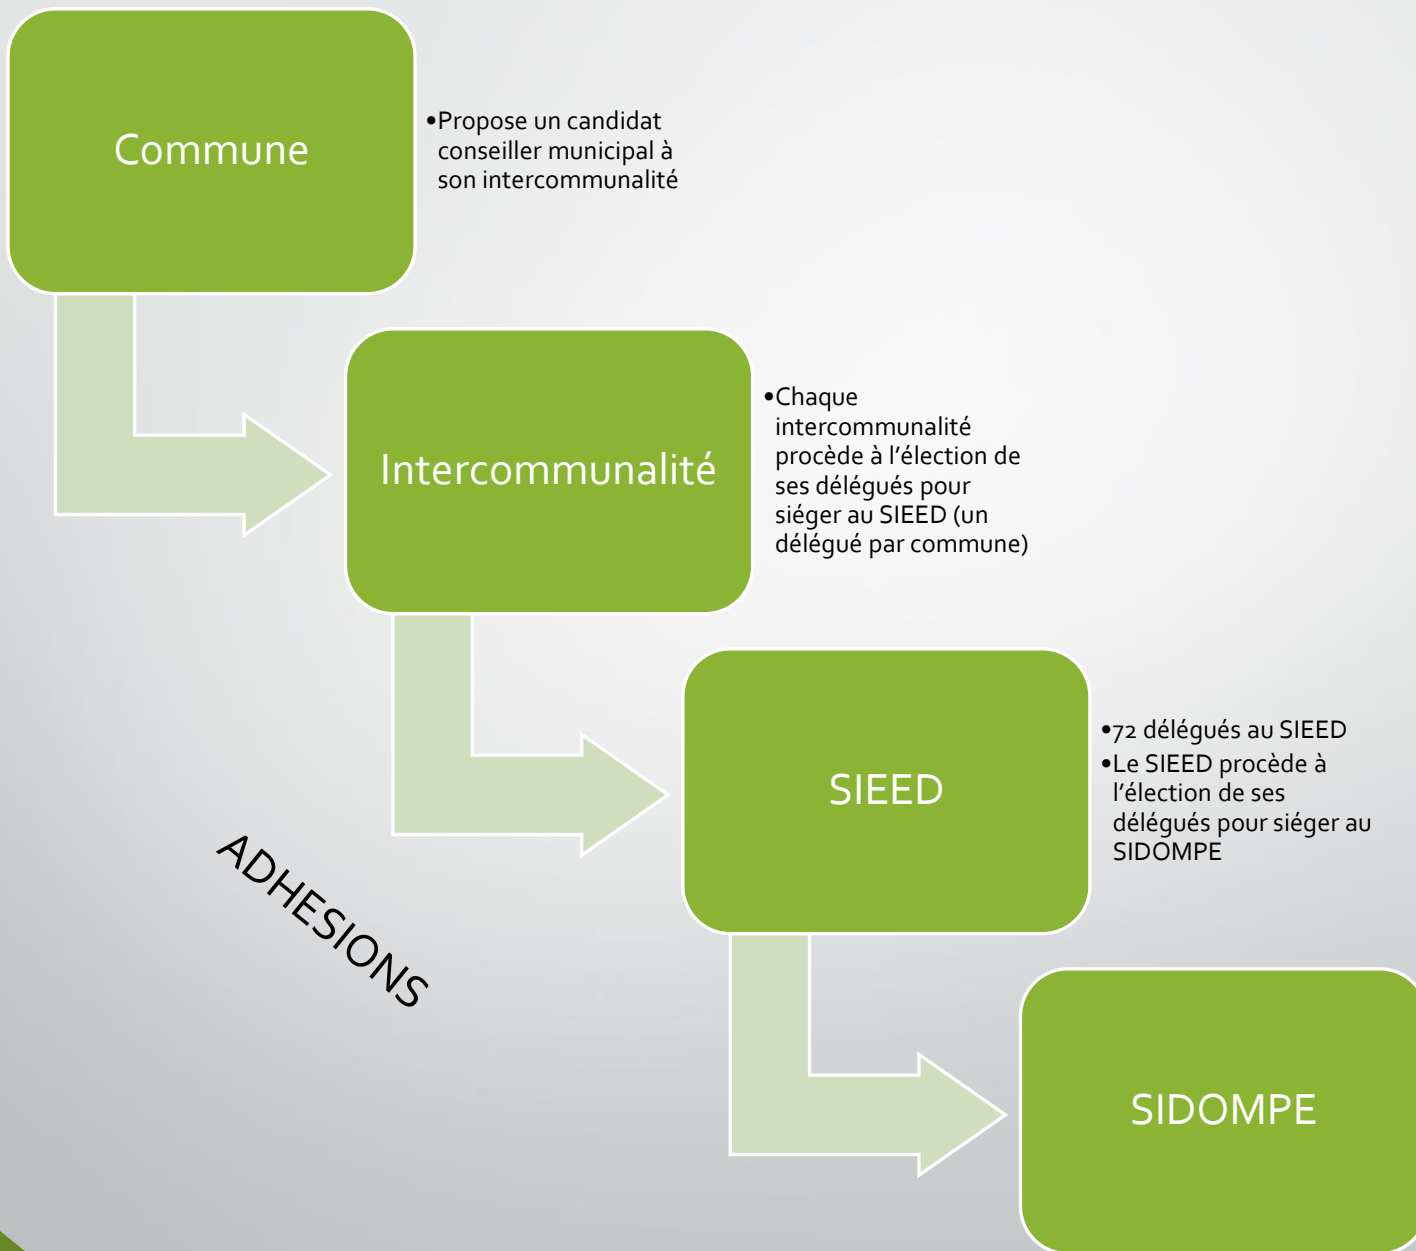 Commune
•Propose un candidat
conseiller municipal à
son intercommunalité
Intercommunalité
•Chaque
intercommunalité
procède à l’élection de
ses délégués pour
siéger au SIEED (un
délégué par commune)
SIEED
•72 délégués au SIEED
•Le SIEED procède à
l’élection de ses
délégués pour siéger au
SIDOMPE
ADHESIONS
SIDOMPE